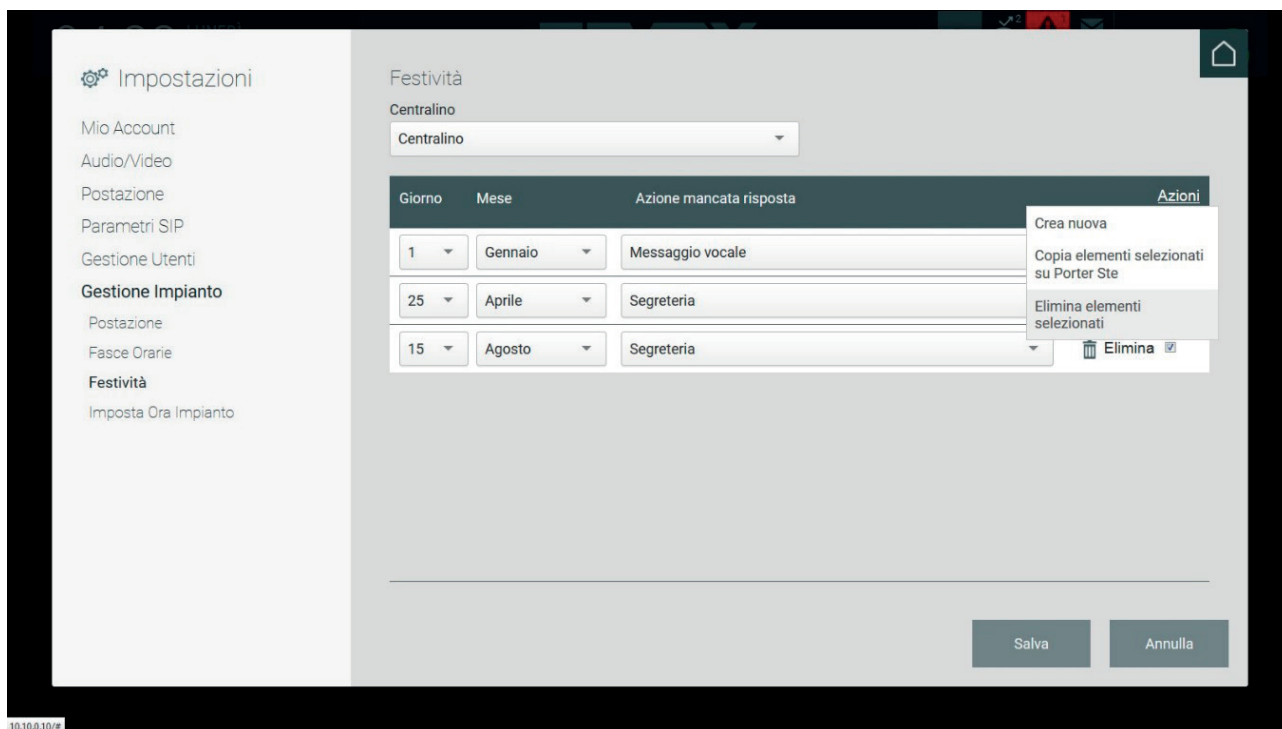 Impostazioni
Mio Account
Audio/Video
Postazione
Parametri SIP
Gestione Utenti
Gestione Impianto
Postazione
Fasce Orarie
Festività
Imposta Ora Impianto
Festività
Centralino
Centralino
Giorno Mese Azione mancata risposta Azioni
Crea nuova
Copia elementi selezionati
su Porter Ste
Elimina elementi
selezionati
1 Gennaio Messaggio vocale
25 Aprile Segreteria
15 Agosto Segreteria Elimina
Salva Annulla
10.10.0.10/#